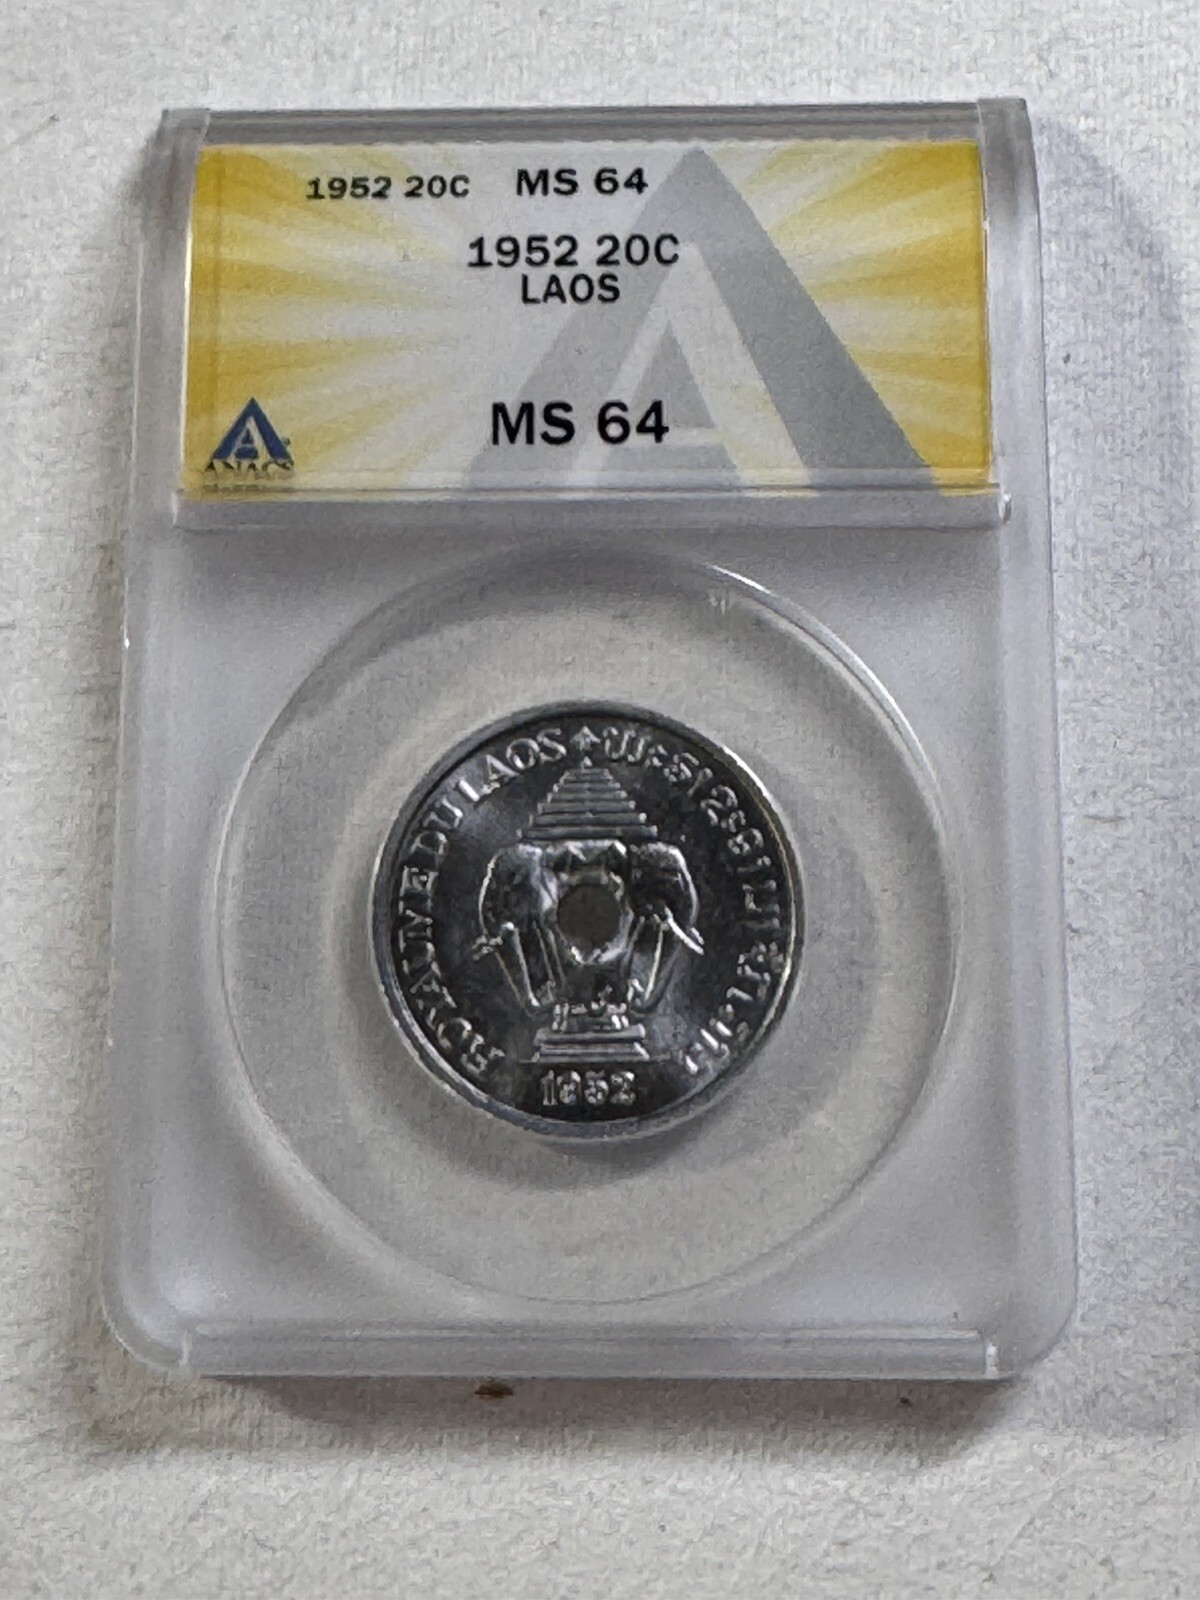 1952 20C MS 64
1952 20C
LAOS
MS 64
ANACS
ROYAUME DU LAOS
1952